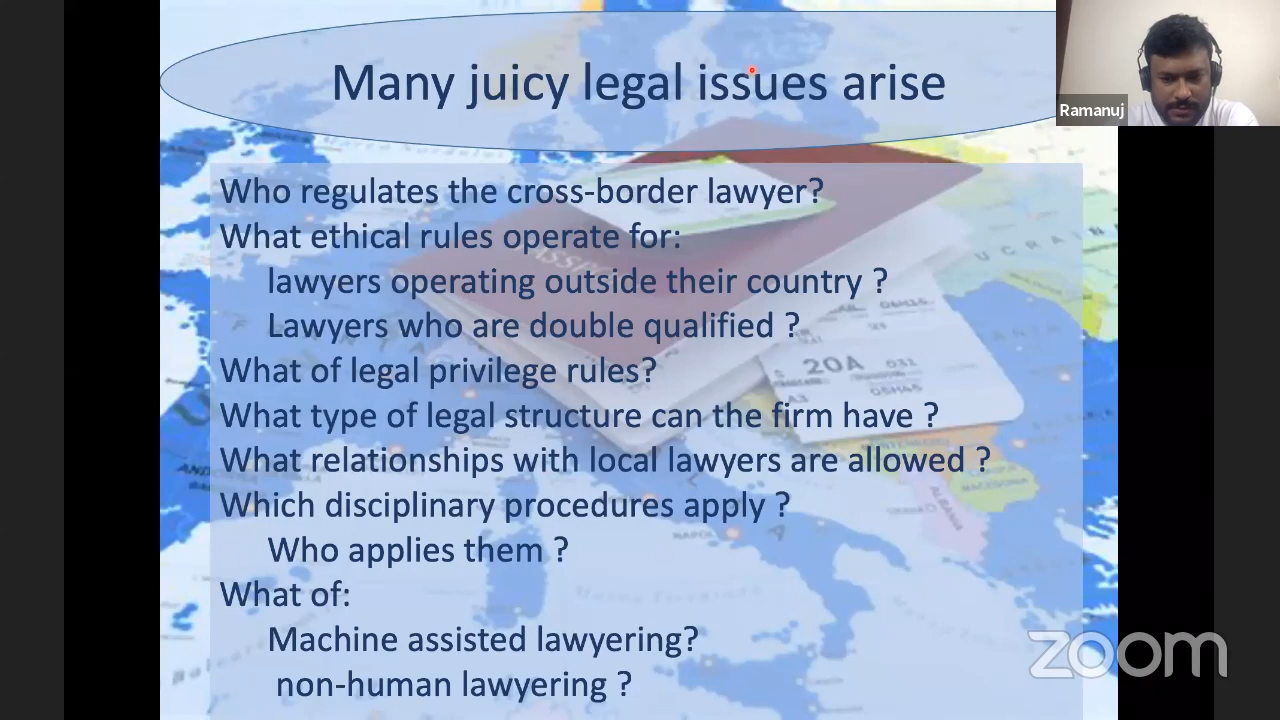 Many juicy legal issues arise
Ramanuj
Who regulates the cross-border lawyer?
What ethical rules operate for:
lawyers operating outside their country ?
Lawyers who are double qualified ?
What of legal privilege rules?
What type of legal structure can the firm have ?
What relationships with local lawyers are allowed ?
Which disciplinary procedures apply ?
Who applies them ?
What of:
Machine assisted lawyering?
non-human lawyering ?
20A
UKRAIN
ALBANIA
zoom